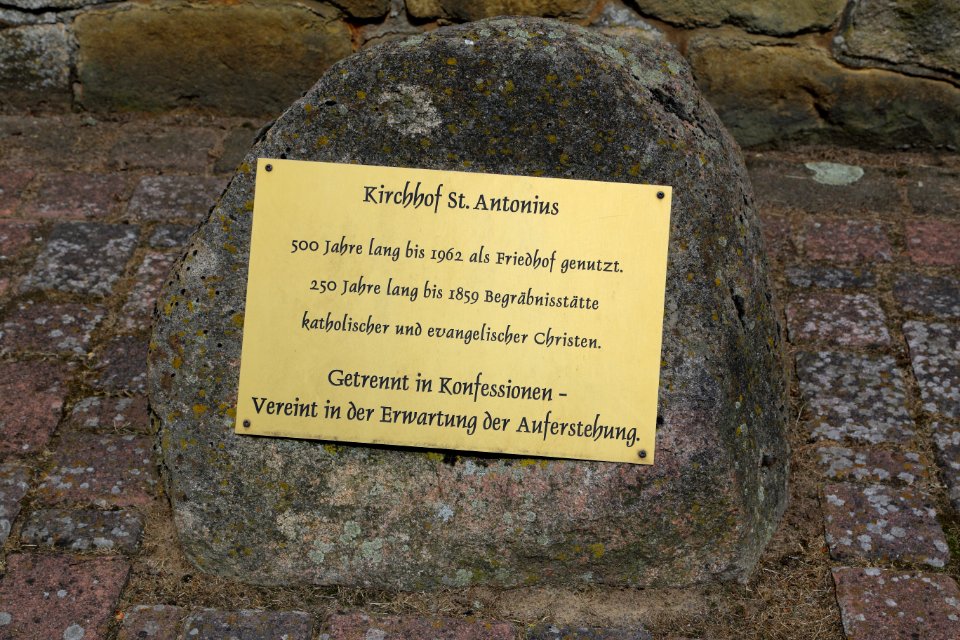 Kirchhof St. Antonius
500 Jahre lang bis 1962 als Friedhof genutzt.
250 Jahre lang bis 1859 Begräbnisstätte
katholischer und evangelischer Christen.
Getrennt in Konfessionen -
Vereint in der Erwartung der Auferstehung.